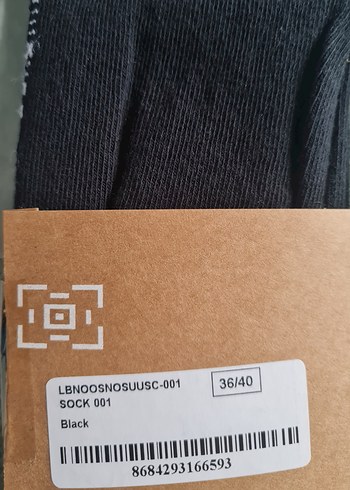 LBNOOSNOSUUSC-001
36/40
SOCK 001
Black
8684293166593